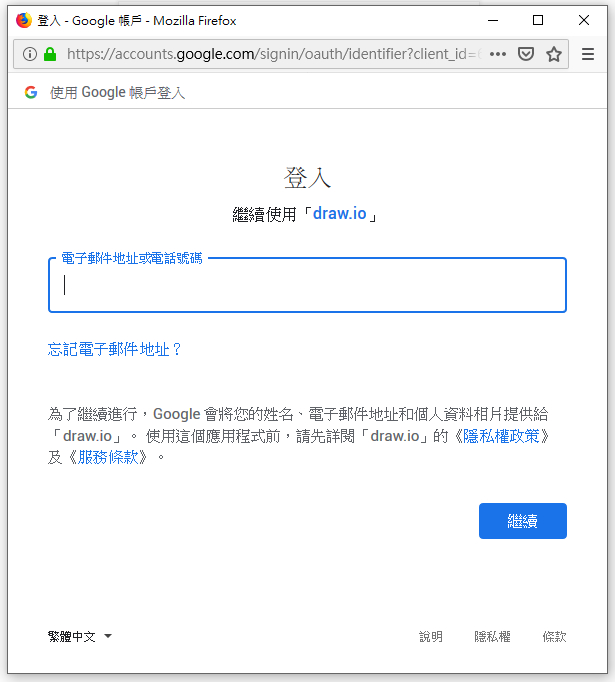 登入 - Google 帳戶 - Mozilla Firefox
https://accounts.google.com/signin/oauth/identifier?client_id=
使用 Google 帳戶登入
登入
繼續使用「draw.io」
電子郵件地址或電話號碼
忘記電子郵件地址？
為了繼續進行，Google 會將您的姓名、電子郵件地址和個人資料相片提供給
「draw.io」。 使用這個應用程式前，請先詳閱「draw.io」的《隱私權政策》
及《服務條款》。
繼續
繁體中文 說明 隱私權 條款